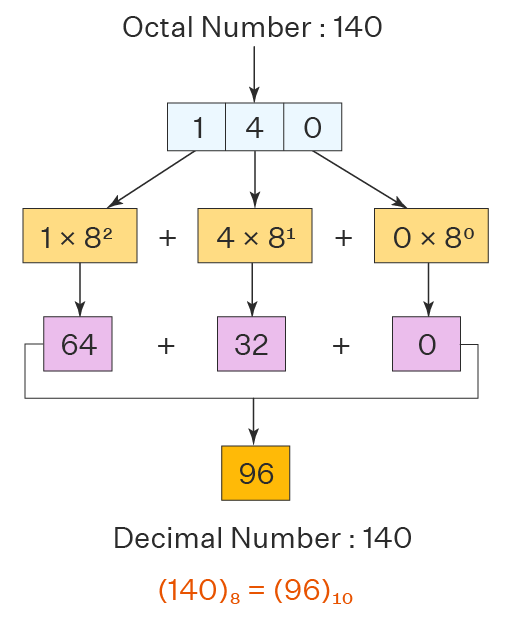 Octal Number : 140
1 4 0
1 × 8² + 4 × 8¹ + 0 × 8⁰
64 + 32 + 0
96
Decimal Number : 140
(140)₈ = (96)₁₀